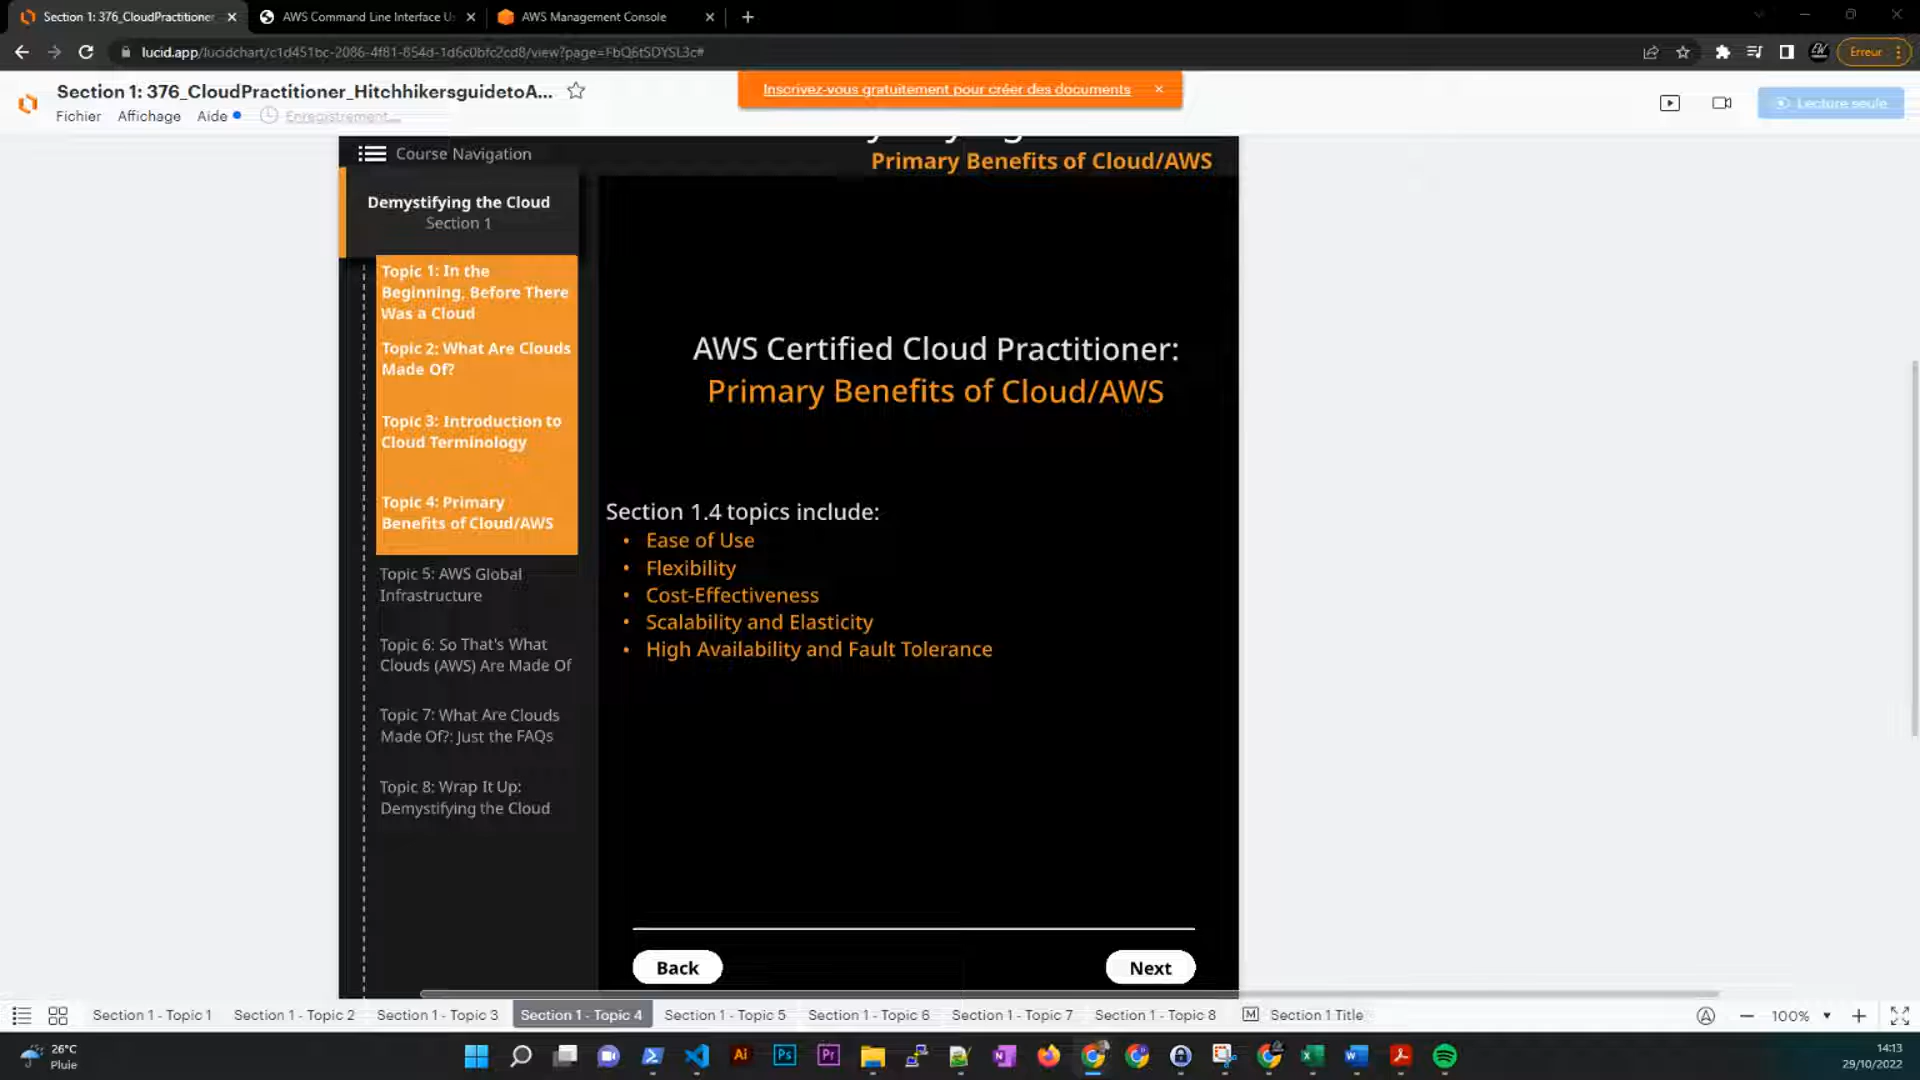 Section 1: 376_CloudPractitioner
AWS Command Line Interface Us
AWS Management Console
lucid.app/lucidchart/c1d451bc-2086-4f81-854d-1d6c0bfc2cd8/view?page=FbQ6tSDYSL3c#
Erreur
Section 1: 376_CloudPractitioner_HitchhikersguidetoA...
Inscrivez-vous gratuitement pour créer des documents
Fichier Affichage Aide Enregistrement...
Lecture seule
Course Navigation
Primary Benefits of Cloud/AWS
Demystifying the Cloud
Section 1
Topic 1: In the
Beginning, Before There
Was a Cloud
Topic 2: What Are Clouds
Made Of?
Topic 3: Introduction to
Cloud Terminology
Topic 4: Primary
Benefits of Cloud/AWS
Topic 5: AWS Global
Infrastructure
Topic 6: So That's What
Clouds (AWS) Are Made Of
Topic 7: What Are Clouds
Made Of?: Just the FAQs
Topic 8: Wrap It Up:
Demystifying the Cloud
AWS Certified Cloud Practitioner:
Primary Benefits of Cloud/AWS
Section 1.4 topics include:
• Ease of Use
• Flexibility
• Cost-Effectiveness
• Scalability and Elasticity
• High Availability and Fault Tolerance
Back
Next
Section 1 - Topic 1 Section 1 - Topic 2 Section 1 - Topic 3 Section 1 - Topic 4 Section 1 - Topic 5 Section 1 - Topic 6 Section 1 - Topic 7 Section 1 - Topic 8 M Section 1 Title
100%
26°C
Pluie
Ai Ps Pr
14:13
29/10/2022